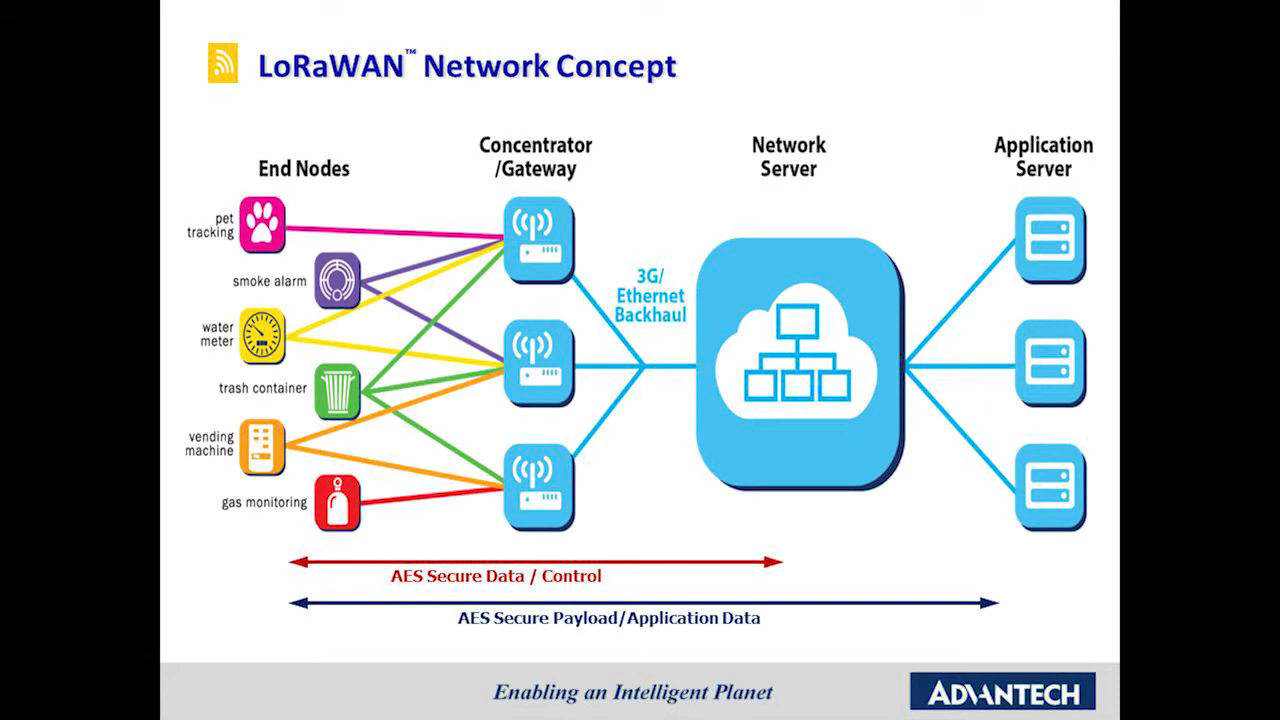 LoRaWAN™ Network Concept
End Nodes
Concentrator
/Gateway
Network
Server
Application
Server
pet
tracking
smoke alarm
water
meter
trash container
vending
machine
gas monitoring
3G/
Ethernet
Backhaul
AES Secure Data / Control
AES Secure Payload/Application Data
Enabling an Intelligent Planet
ADVANTECH